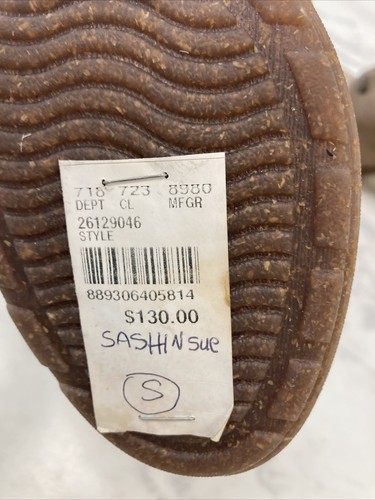 718 723 8980
DEPT CL MFGR
26129046
STYLE
889306405814
$130.00
SASHIN Sue
S